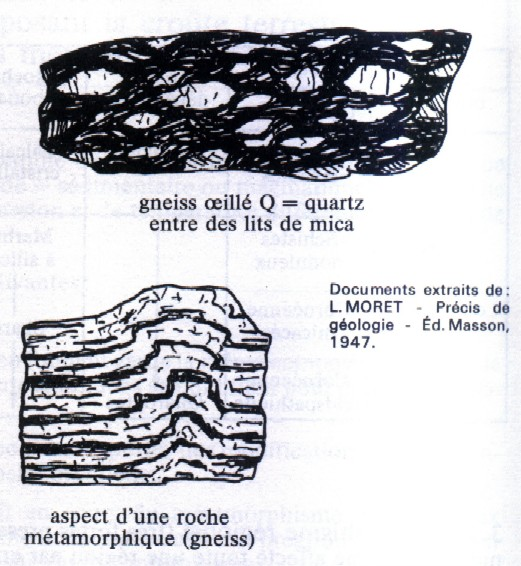 gneiss œillé Q = quartz
entre des lits de mica
Documents extraits de:
L. MORET - Précis de
géologie - Éd. Masson,
1947.
aspect d'une roche
métamorphique (gneiss)